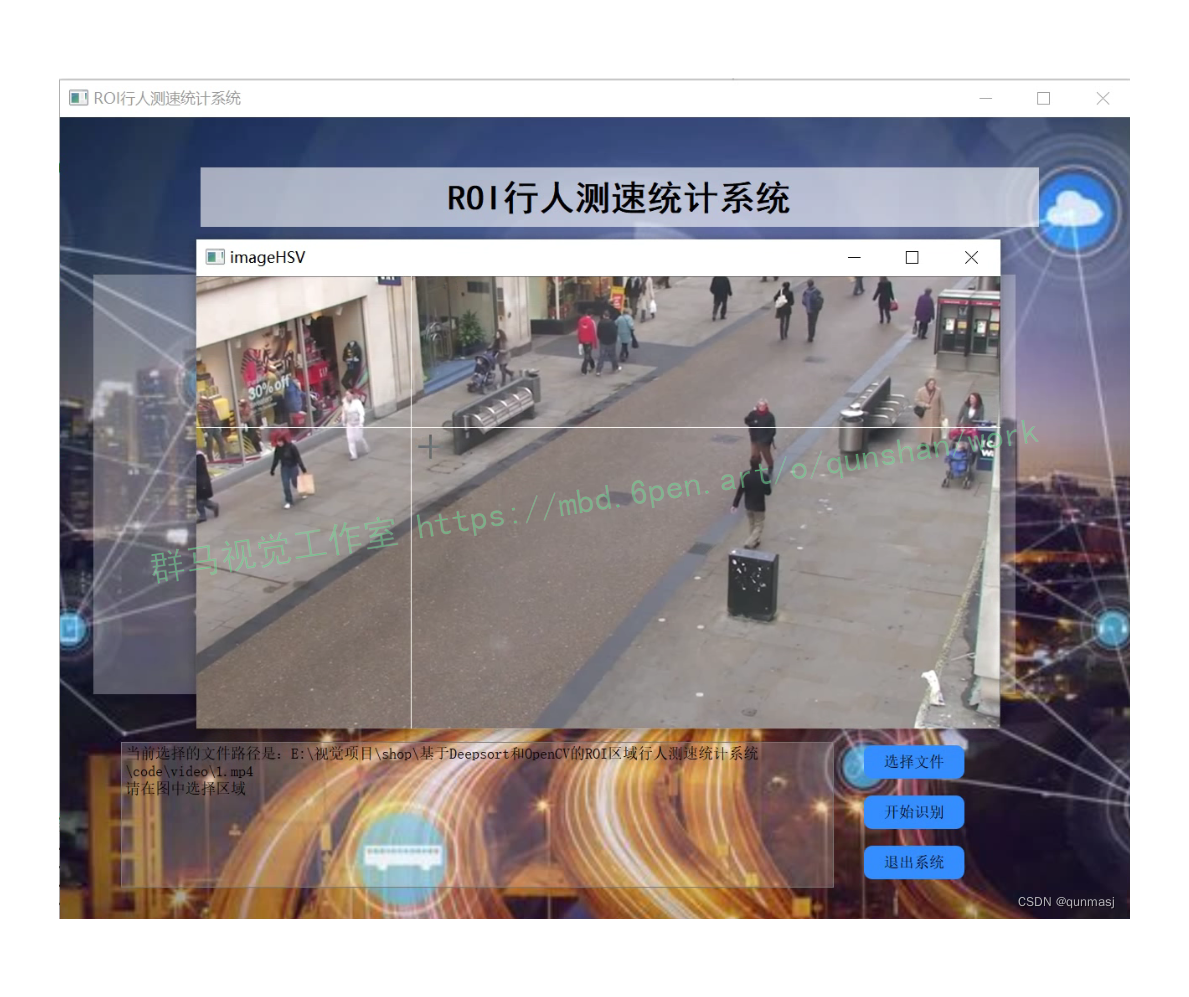 ROI行人测速统计系统
ROI行人测速统计系统
imageHSV
30% off
群马视觉工作室 https://mbd.6pen.art/o/qunshan/work
当前选择的文件路径是: E:\视觉项目\shop\基于Deepsort和OpenCV的ROI区域行人测速统计系统
\code\video\1.mp4
请在图中选择区域
选择文件
开始识别
退出系统
CSDN @qunmasj